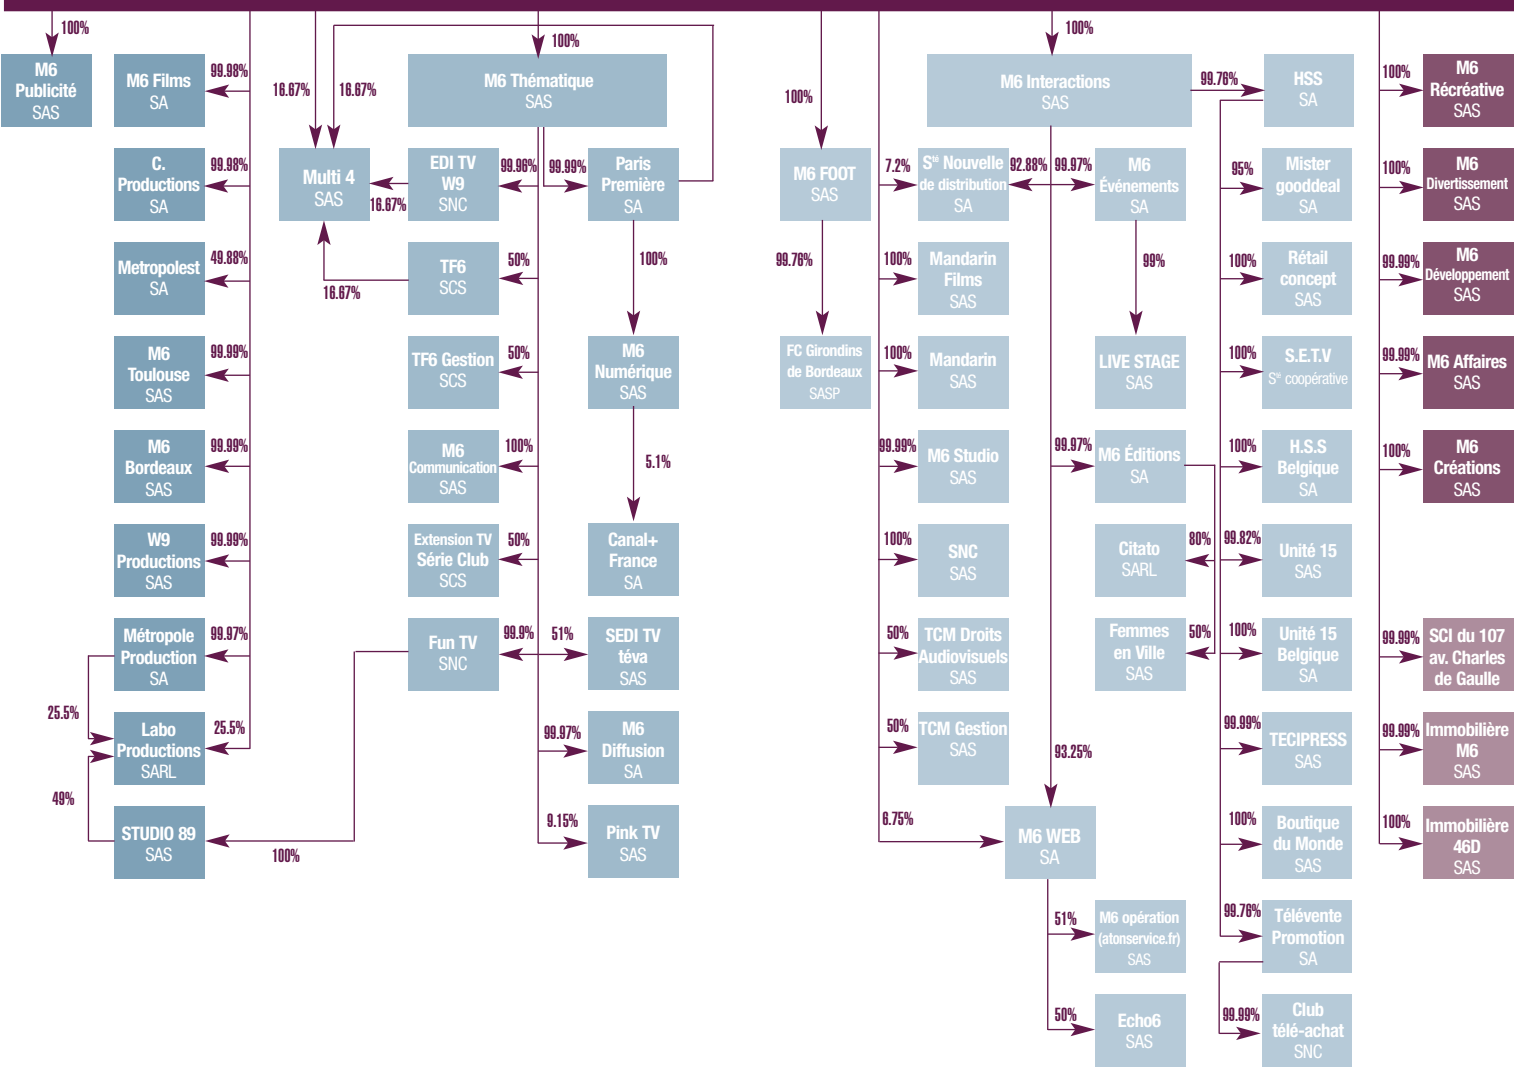 100%
M6
Publicité
SAS
M6 Films
SA
99.98%
C.
Productions
SA
99.98%
Metropolest
SA
49.88%
M6
Toulouse
SAS
99.99%
M6
Bordeaux
SAS
99.99%
W9
Productions
SAS
99.99%
Métropole
Production
SA
99.97%
25.5%
Labo
Productions
SARL
25.5%
49%
STUDIO 89
SAS
100%
16.67%
16.67%
Multi 4
SAS
16.67%
16.67%
100%
M6 Thématique
SAS
EDI TV
W9
SNC
99.96%
99.99%
Paris
Première
SA
TF6
SCS
50%
100%
TF6 Gestion
SCS
50%
M6
Numérique
SAS
M6
Communication
SAS
100%
5.1%
Extension TV
Série Club
SCS
50%
Canal+
France
SA
Fun TV
SNC
99.9%
51%
SEDI TV
téva
SAS
99.97%
M6
Diffusion
SA
9.15%
Pink TV
SAS
100%
M6 FOOT
SAS
99.76%
FC Girondins
de Bordeaux
SASP
7.2%
Sté Nouvelle
de distribution
SA
92.88%
100%
Mandarin
Films
SAS
100%
Mandarin
SAS
99.99%
M6 Studio
SAS
100%
SNC
SAS
50%
TCM Droits
Audiovisuels
SAS
50%
TCM Gestion
SAS
6.75%
100%
M6 Interactions
SAS
99.76%
99.97%
M6
Événements
SA
99%
LIVE STAGE
SAS
99.97%
M6 Éditions
SA
80%
Citato
SARL
50%
Femmes
en Ville
SAS
93.25%
M6 WEB
SA
51%
M6 opération
(atonservice.fr)
SAS
50%
Echo6
SAS
HSS
SA
95%
Mister
gooddeal
SA
100%
Rétail
concept
SAS
100%
S.E.T.V
Sté coopérative
100%
H.S.S
Belgique
SA
99.82%
Unité 15
SAS
100%
Unité 15
Belgique
SA
99.99%
TECIPRESS
SAS
100%
Boutique
du Monde
SAS
99.76%
Télévente
Promotion
SA
99.99%
Club
télé-achat
SNC
100%
M6
Récréative
SAS
100%
M6
Divertissement
SAS
99.99%
M6
Développement
SAS
99.99%
M6 Affaires
SAS
100%
M6
Créations
SAS
99.99%
SCI du 107
av. Charles
de Gaulle
99.99%
Immobilière
M6
SAS
100%
Immobilière
46D
SAS